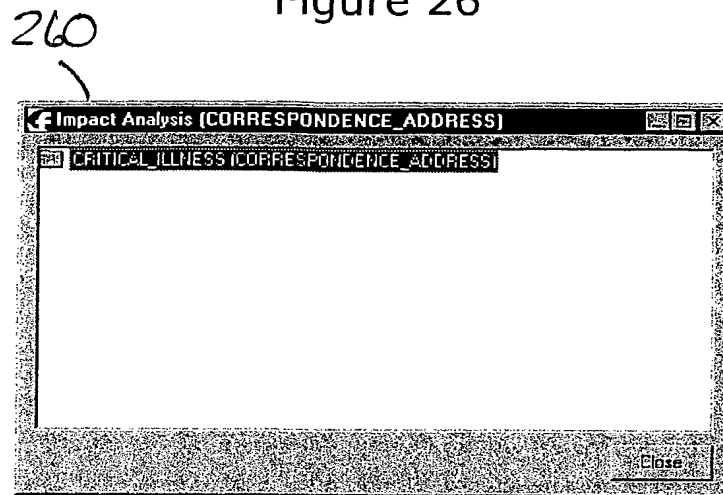 Figure 26
260
Impact Analysis (CORRESPONDENCE_ADDRESS)
CRITICAL_ILLNESS (CORRESPONDENCE_ADDRESS)
Close